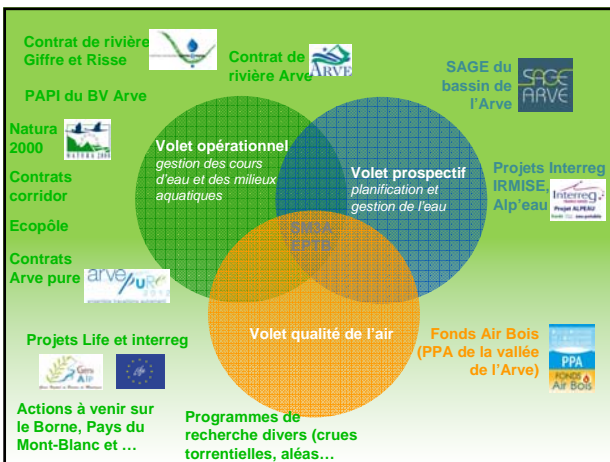 Contrat de rivière
Giffre et Risse
Contrat de
rivière Arve
ARVE
SAGE du
bassin de
l'Arve
SAGE
ARVE
PAPI du BV Arve
Natura
2000
NATURA 2000
Volet opérationnel
gestion des cours
d'eau et des milieux
aquatiques
Volet prospectif
planification et
gestion de l'eau
Contrats
corridor
Projets Interreg
IRMISE,
Alp'eau
Interreg
Projet ALPEAU
Ecopôle
SM3A
EPTB
Contrats
Arve pure
arve
pure
2012
Volet qualité de l'air
Projets Life et interreg
Fonds Air Bois
(PPA de la vallée
de l'Arve)
PPA
FONDS
Air Bois
Actions à venir sur
le Borne, Pays du
Mont-Blanc et …
Programmes de
recherche divers (crues
torrentielles, aléas…